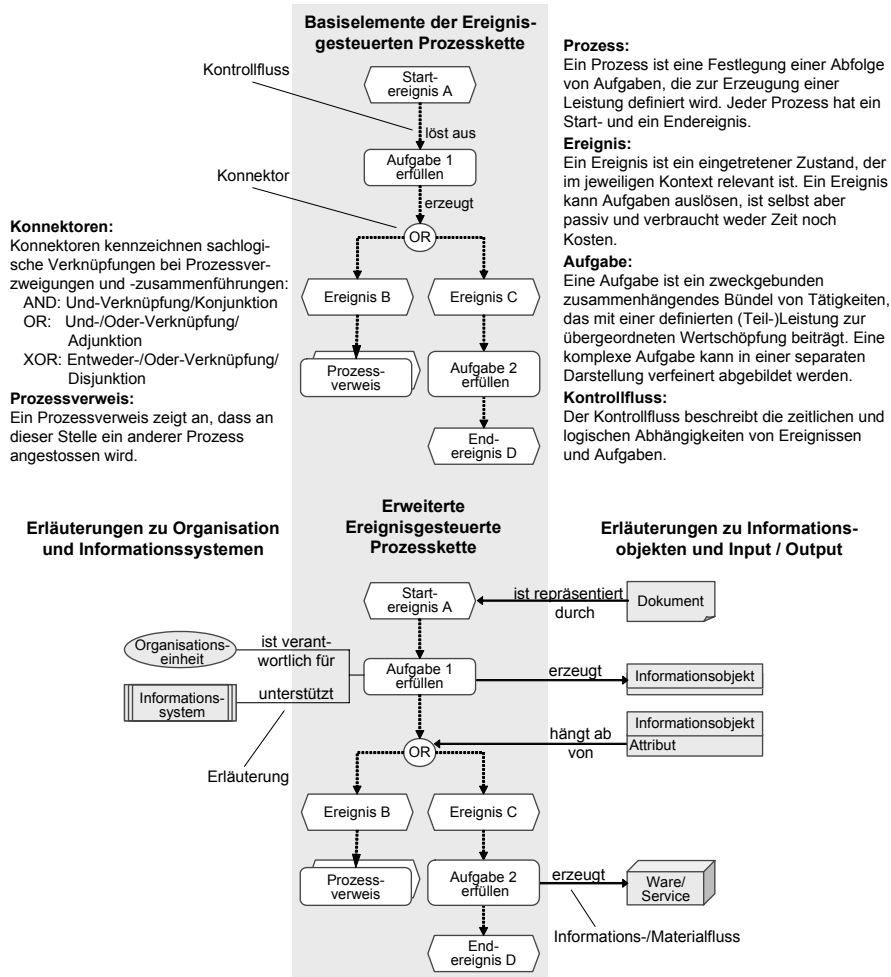 Basiselemente der Ereignis-
gesteuerten Prozesskette
Kontrollfluss
Start-
ereignis A
löst aus
Aufgabe 1
erfüllen
Konnektor
erzeugt
OR
Ereignis B
Ereignis C
Prozess-
verweis
Aufgabe 2
erfüllen
End-
ereignis D
Konnektoren:
Konnektoren kennzeichnen sachlogi-
sche Verknüpfungen bei Prozessver-
zweigungen und -zusammenführungen:
AND: Und-Verknüpfung/Konjunktion
OR: Und-/Oder-Verknüpfung/
Adjunktion
XOR: Entweder-/Oder-Verknüpfung/
Disjunktion
Prozessverweis:
Ein Prozessverweis zeigt an, dass an
dieser Stelle ein anderer Prozess
angestossen wird.
Prozess:
Ein Prozess ist eine Festlegung einer Abfolge
von Aufgaben, die zur Erzeugung einer
Leistung definiert wird. Jeder Prozess hat ein
Start- und ein Endereignis.
Ereignis:
Ein Ereignis ist ein eingetretener Zustand, der
im jeweiligen Kontext relevant ist. Ein Ereignis
kann Aufgaben auslösen, ist selbst aber
passiv und verbraucht weder Zeit noch
Kosten.
Aufgabe:
Eine Aufgabe ist ein zweckgebunden
zusammenhängendes Bündel von Tätigkeiten,
das mit einer definierten (Teil-)Leistung zur
übergeordneten Wertschöpfung beiträgt. Eine
komplexe Aufgabe kann in einer separaten
Darstellung verfeinert abgebildet werden.
Kontrollfluss:
Der Kontrollfluss beschreibt die zeitlichen und
logischen Abhängigkeiten von Ereignissen
und Aufgaben.
Erläuterungen zu Organisation
und Informationssystemen
Erweiterte
Ereignisgesteuerte
Prozesskette
Erläuterungen zu Informations-
objekten und Input / Output
Start-
ereignis A
ist repräsentiert
durch
Dokument
Organisations-
einheit
ist verant-
wortlich für
Aufgabe 1
erfüllen
erzeugt
Informationsobjekt
Informations-
system
unterstützt
Erläuterung
OR
hängt ab
von
Informationsobjekt
Attribut
Ereignis B
Ereignis C
Prozess-
verweis
Aufgabe 2
erfüllen
erzeugt
Ware/
Service
Informations-/Materialfluss
End-
ereignis D